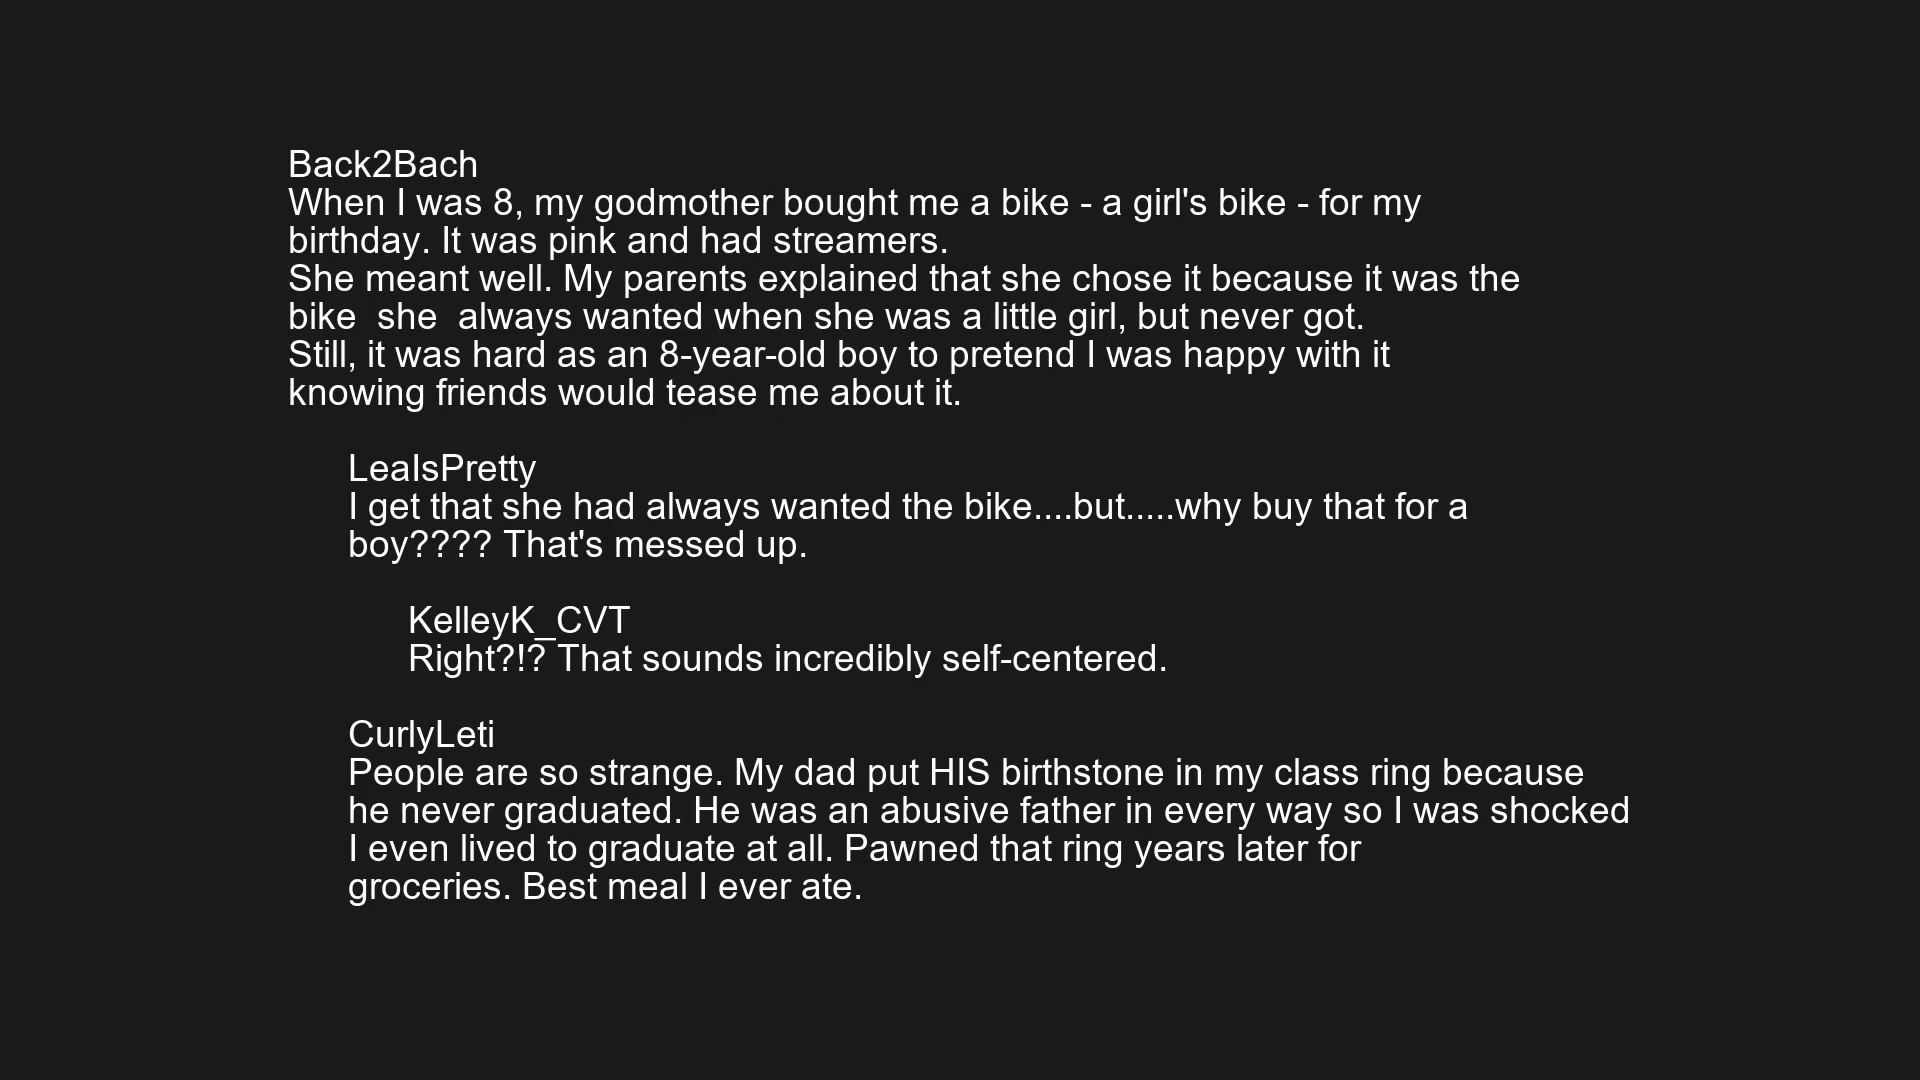 Back2Bach
When I was 8, my godmother bought me a bike - a girl's bike - for my
birthday. It was pink and had streamers.
She meant well. My parents explained that she chose it because it was the
bike  she  always wanted when she was a little girl, but never got.
Still, it was hard as an 8-year-old boy to pretend I was happy with it
knowing friends would tease me about it.
LeaIsPretty
I get that she had always wanted the bike....but.....why buy that for a
boy???? That's messed up.
KelleyK_CVT
Right?!? That sounds incredibly self-centered.
CurlyLeti
People are so strange. My dad put HIS birthstone in my class ring because
he never graduated. He was an abusive father in every way so I was shocked
I even lived to graduate at all. Pawned that ring years later for
groceries. Best meal I ever ate.